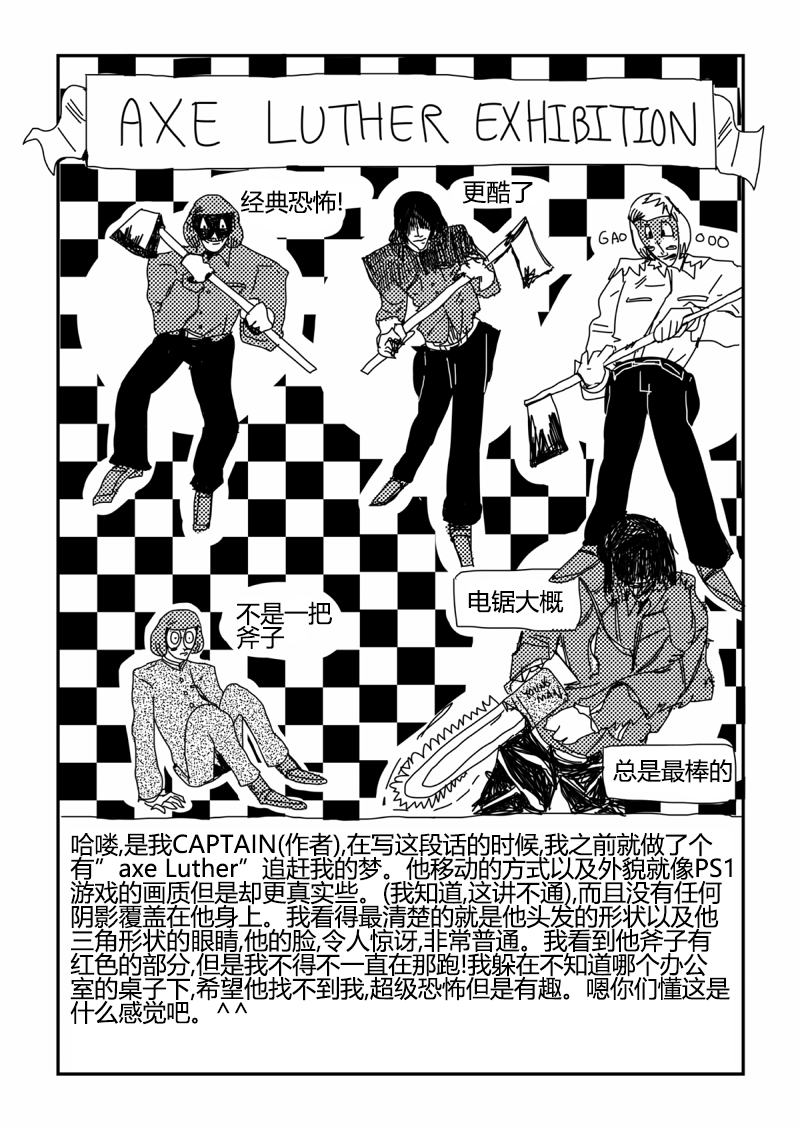 AXE LUTHER EXHIBITION
经典恐怖!
更酷了
GAO OOO
不是一把
斧子
电锯大概
YOUNG
MAN
总是最棒的
哈喽,是我CAPTAIN(作者),在写这段话的时候,我之前就做了个
有”axe Luther”追赶我的梦。他移动的方式以及外貌就像PS1
游戏的画质但是却更真实些。(我知道,这讲不通),而且没有任何
阴影覆盖在他身上。我看得最清楚的就是他头发的形状以及他
三角形状的眼睛,他的脸,令人惊讶,非常普通。我看到他斧子有
红色的部分,但是我不得不一直在那跑!我躲在不知道哪个办公
室的桌子下,希望他找不到我,超级恐怖但是有趣。嗯你们懂这是
什么感觉吧。^ ^